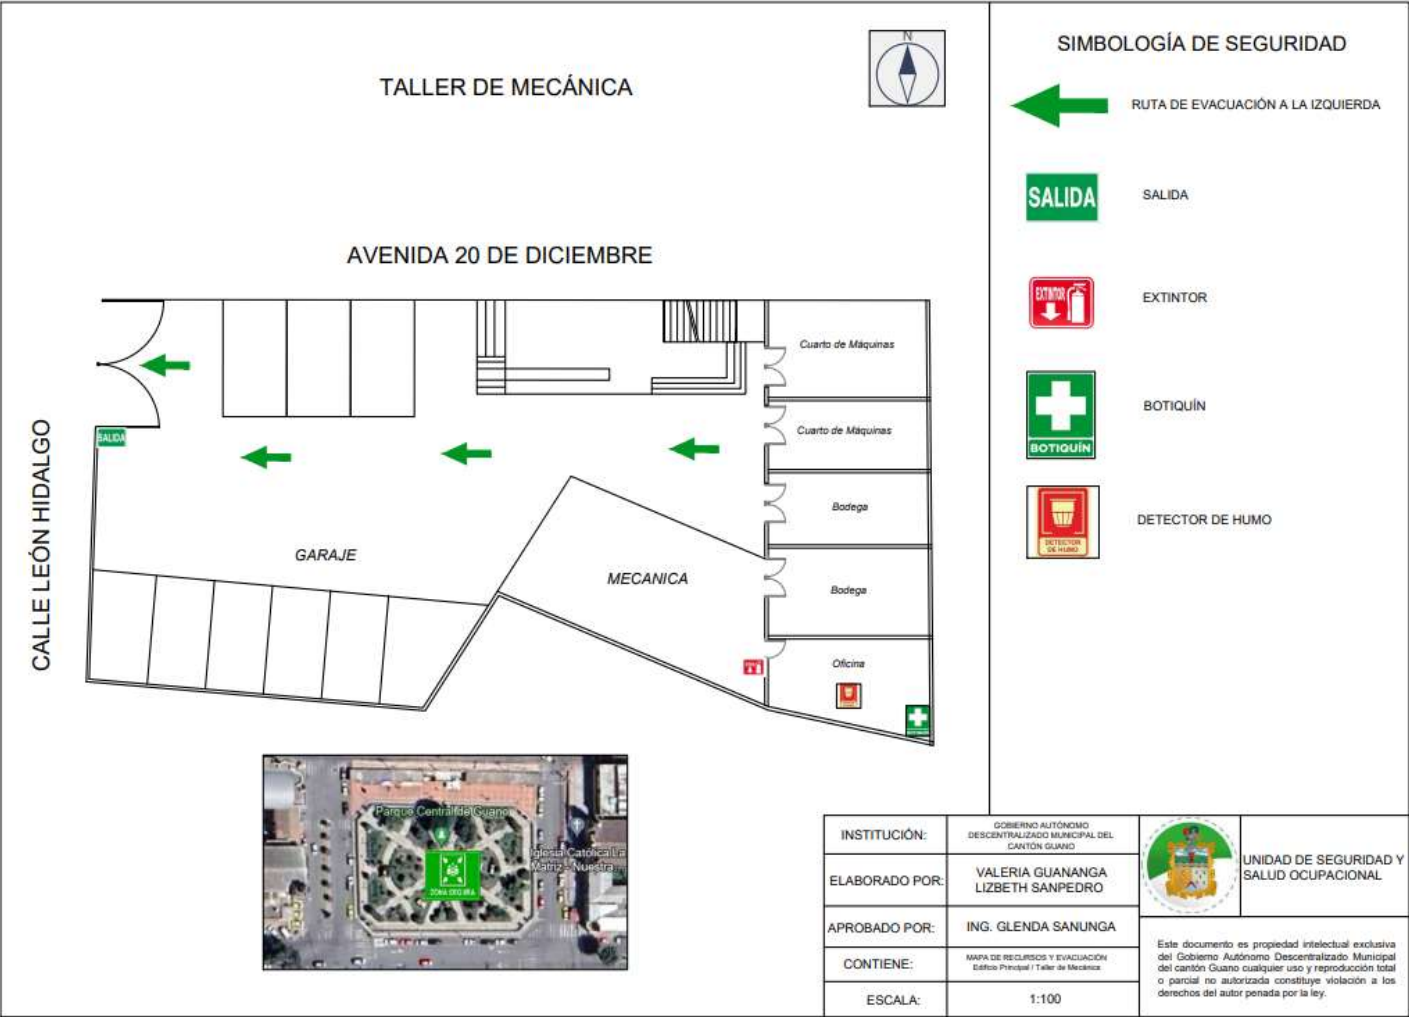 N
TALLER DE MECÁNICA
AVENIDA 20 DE DICIEMBRE
CALLE LEÓN HIDALGO
SALIDA
Cuarto de Máquinas
Cuarto de Máquinas
Bodega
Bodega
Oficina
GARAJE
MECANICA
BOTIQUÍN
Parque Central de Guano
Iglesia Católica La
Matriz - Nuestra...
ZONA SEGURA
SIMBOLOGÍA DE SEGURIDAD
RUTA DE EVACUACIÓN A LA IZQUIERDA
SALIDA
SALIDA
EXTINTOR
EXTINTOR
BOTIQUÍN
BOTIQUÍN
DETECTOR
DE HUMO
DETECTOR DE HUMO
INSTITUCIÓN:
GOBIERNO AUTÓNOMO
DESCENTRALIZADO MUNICIPAL DEL
CANTÓN GUANO
ELABORADO POR:
VALERIA GUANANGA
LIZBETH SANPEDRO
APROBADO POR:
ING. GLENDA SANUNGA
CONTIENE:
MAPA DE RECURSOS Y EVACUACIÓN
Edificio Principal / Taller de Mecánica
ESCALA:
1:100
UNIDAD DE SEGURIDAD Y
SALUD OCUPACIONAL
Este documento es propiedad intelectual exclusiva
del Gobierno Autónomo Descentralizado Municipal
del cantón Guano cualquier uso y reproducción total
o parcial no autorizada constituye violación a los
derechos del autor penada por la ley.